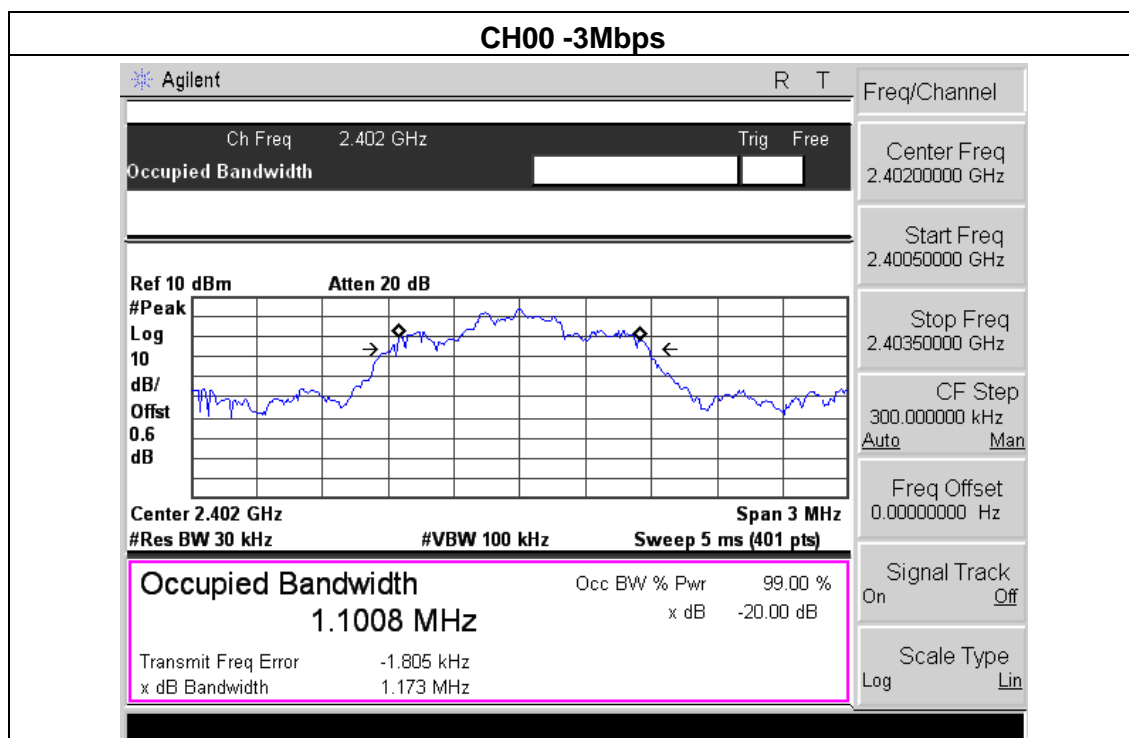 CH00 -3Mbps
Agilent R T
Ch Freq 2.402 GHz Trig Free
Occupied Bandwidth
Ref 10 dBm Atten 20 dB
#Peak
Log
10
dB/
Offst
0.6
dB
Center 2.402 GHz Span 3 MHz
#Res BW 30 kHz #VBW 100 kHz Sweep 5 ms (401 pts)
Occupied Bandwidth Occ BW % Pwr 99.00 %
1.1008 MHz x dB -20.00 dB
Transmit Freq Error -1.805 kHz
x dB Bandwidth 1.173 MHz
Freq/Channel
Center Freq
2.40200000 GHz
Start Freq
2.40050000 GHz
Stop Freq
2.40350000 GHz
CF Step
300.000000 kHz
Auto Man
Freq Offset
0.00000000 Hz
Signal Track
On Off
Scale Type
Log Lin